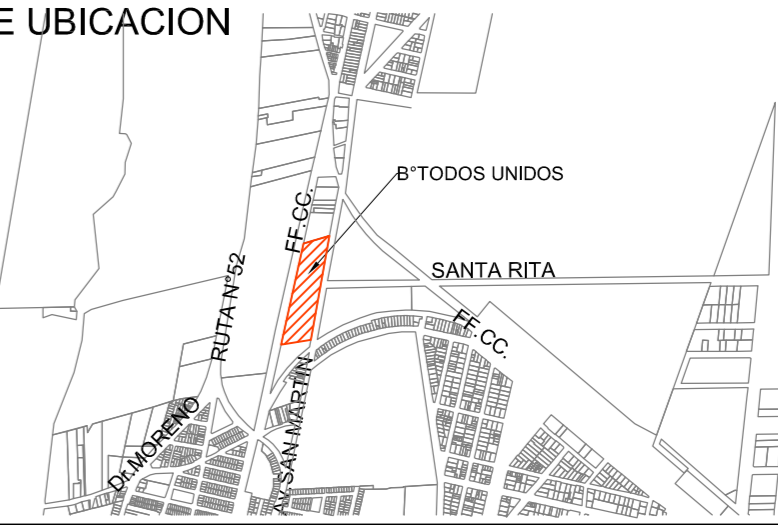 E UBICACION
B°TODOS UNIDOS
FF.CC.
SANTA RITA
RUTA N°52
FF.CC.
Dr.MORENO
AV.SAN MARTIN